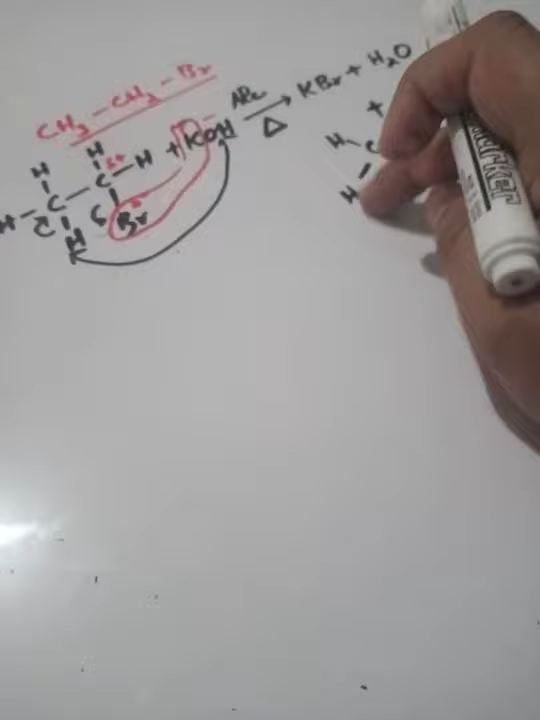 CH₃ – CH₂ – Br
H H
H – C – C – H + KOH Alc → KBr + H₂O
δ+
Δ
H Br
+
H C
H